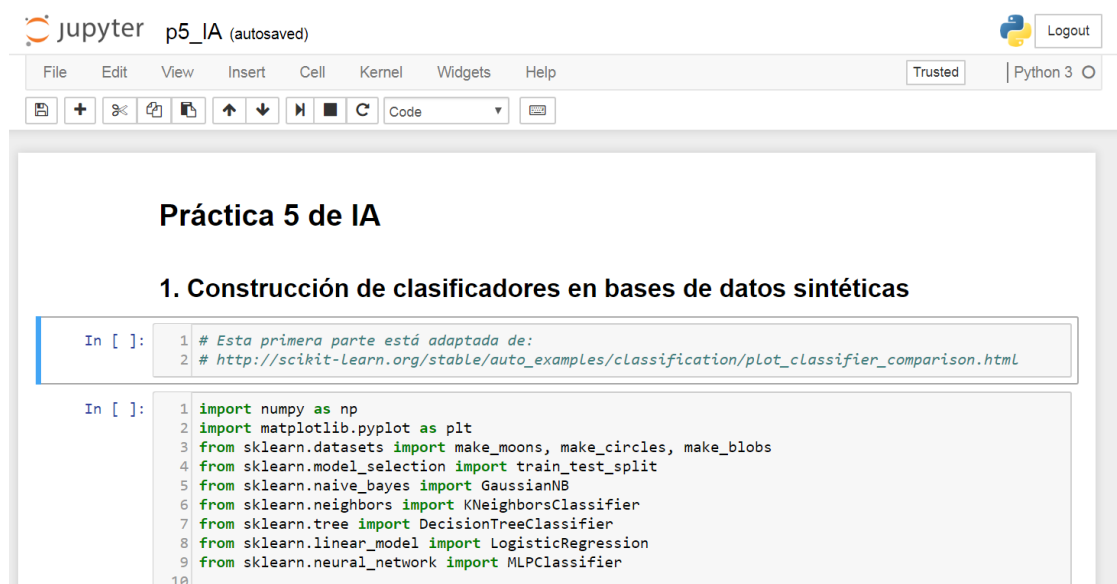 jupyter p5_IA (autosaved)
Logout
File Edit View Insert Cell Kernel Widgets Help
Trusted
Python 3
Code
Práctica 5 de IA
1. Construcción de clasificadores en bases de datos sintéticas
In [ ]:
1 # Esta primera parte está adaptada de:
2 # http://scikit-learn.org/stable/auto_examples/classification/plot_classifier_comparison.html
In [ ]:
1 import numpy as np
2 import matplotlib.pyplot as plt
3 from sklearn.datasets import make_moons, make_circles, make_blobs
4 from sklearn.model_selection import train_test_split
5 from sklearn.naive_bayes import GaussianNB
6 from sklearn.neighbors import KNeighborsClassifier
7 from sklearn.tree import DecisionTreeClassifier
8 from sklearn.linear_model import LogisticRegression
9 from sklearn.neural_network import MLPClassifier
10